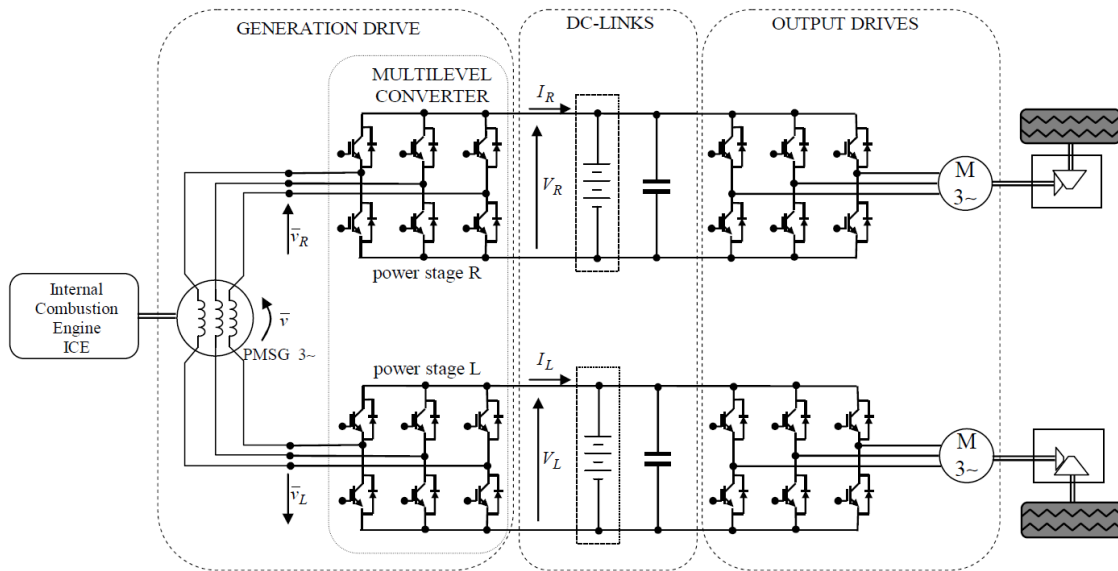 GENERATION DRIVE
DC-LINKS
OUTPUT DRIVES
MULTILEVEL
CONVERTER
I_R
V_R
M
3~
v̅_R
power stage R
Internal
Combustion
Engine
ICE
v̅
PMSG 3~
power stage L
I_L
V_L
M
3~
v̅_L